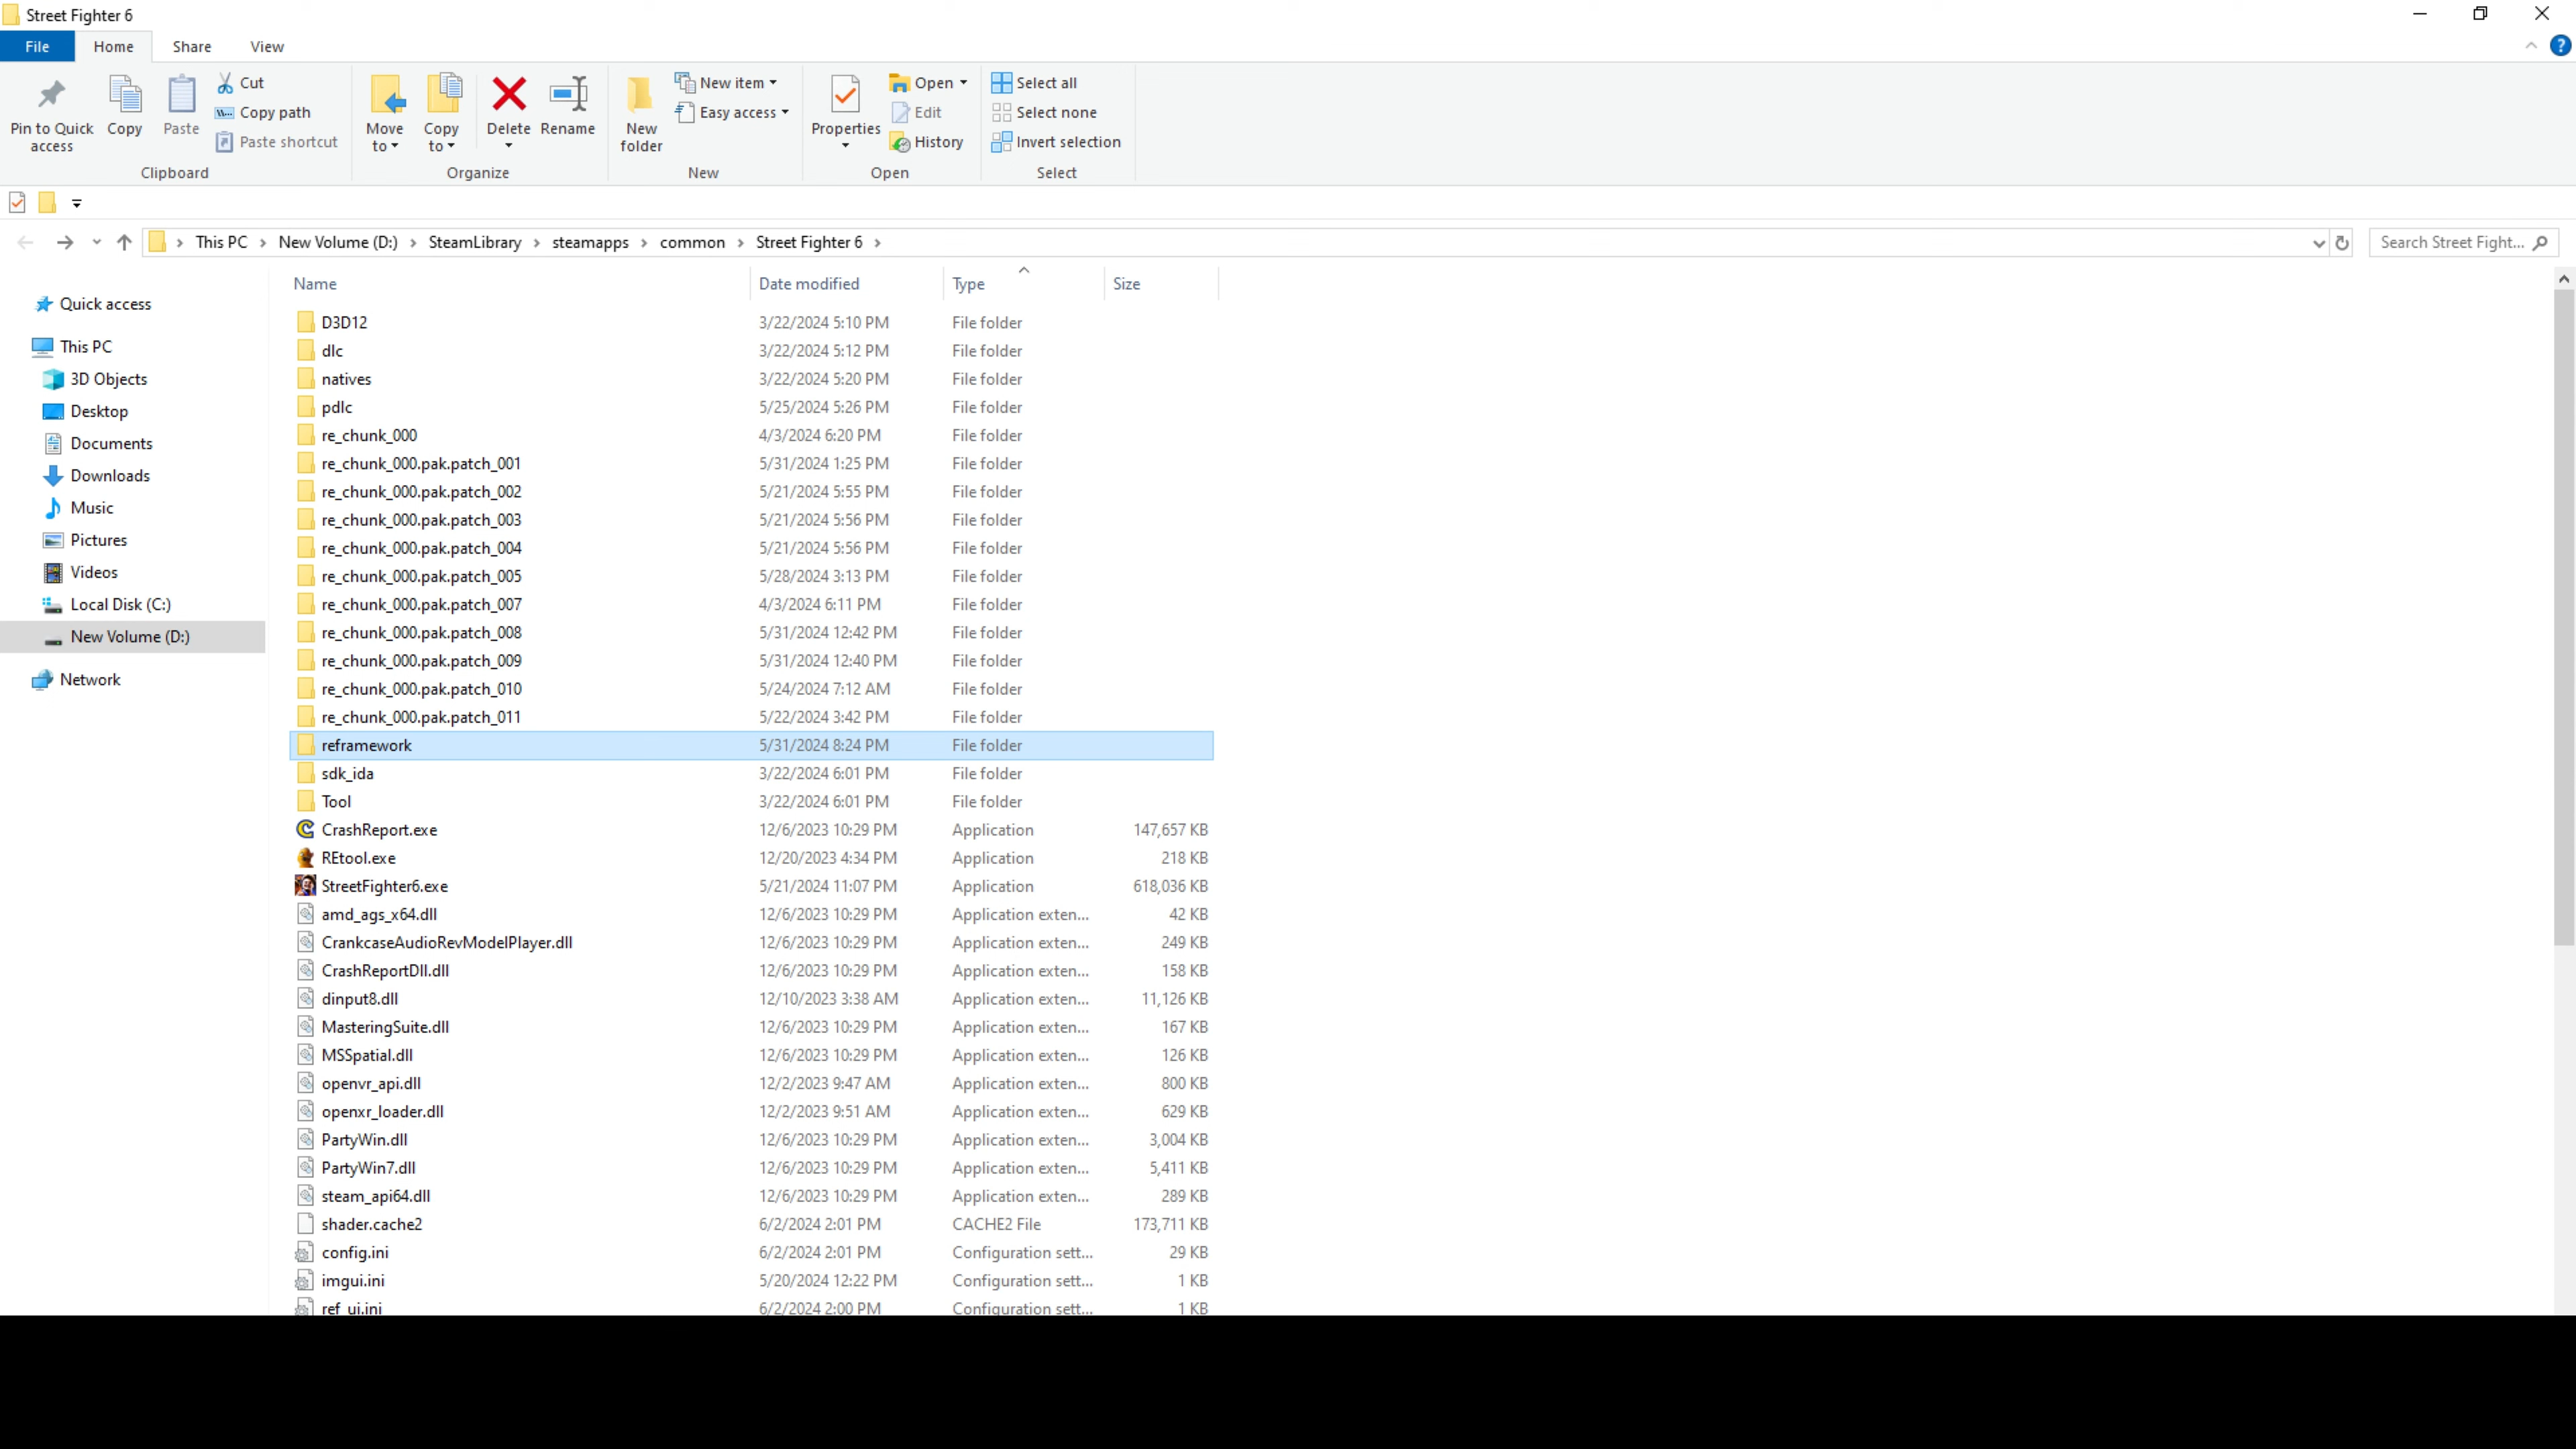 Street Fighter 6
File Home Share View
Pin to Quick access
Copy
Paste
Cut
Copy path
Paste shortcut
Clipboard
Move to
Copy to
Delete
Rename
Organize
New folder
New item
Easy access
New
Properties
Open
Edit
History
Open
Select all
Select none
Invert selection
Select
This PC > New Volume (D:) > SteamLibrary > steamapps > common > Street Fighter 6 >
Search Street Fight...
Quick access
This PC
3D Objects
Desktop
Documents
Downloads
Music
Pictures
Videos
Local Disk (C:)
New Volume (D:)
Network
Name Date modified Type Size
D3D12 3/22/2024 5:10 PM File folder
dlc 3/22/2024 5:12 PM File folder
natives 3/22/2024 5:20 PM File folder
pdlc 5/25/2024 5:26 PM File folder
re_chunk_000 4/3/2024 6:20 PM File folder
re_chunk_000.pak.patch_001 5/31/2024 1:25 PM File folder
re_chunk_000.pak.patch_002 5/21/2024 5:55 PM File folder
re_chunk_000.pak.patch_003 5/21/2024 5:56 PM File folder
re_chunk_000.pak.patch_004 5/21/2024 5:56 PM File folder
re_chunk_000.pak.patch_005 5/28/2024 3:13 PM File folder
re_chunk_000.pak.patch_007 4/3/2024 6:11 PM File folder
re_chunk_000.pak.patch_008 5/31/2024 12:42 PM File folder
re_chunk_000.pak.patch_009 5/31/2024 12:40 PM File folder
re_chunk_000.pak.patch_010 5/24/2024 7:12 AM File folder
re_chunk_000.pak.patch_011 5/22/2024 3:42 PM File folder
reframework 5/31/2024 8:24 PM File folder
sdk_ida 3/22/2024 6:01 PM File folder
Tool 3/22/2024 6:01 PM File folder
CrashReport.exe 12/6/2023 10:29 PM Application 147,657 KB
REtool.exe 12/20/2023 4:34 PM Application 218 KB
StreetFighter6.exe 5/21/2024 11:07 PM Application 618,036 KB
amd_ags_x64.dll 12/6/2023 10:29 PM Application exten... 42 KB
CrankcaseAudioRevModelPlayer.dll 12/6/2023 10:29 PM Application exten... 249 KB
CrashReportDll.dll 12/6/2023 10:29 PM Application exten... 158 KB
dinput8.dll 12/10/2023 3:38 AM Application exten... 11,126 KB
MasteringSuite.dll 12/6/2023 10:29 PM Application exten... 167 KB
MSSpatial.dll 12/6/2023 10:29 PM Application exten... 126 KB
openvr_api.dll 12/2/2023 9:47 AM Application exten... 800 KB
openxr_loader.dll 12/2/2023 9:51 AM Application exten... 629 KB
PartyWin.dll 12/6/2023 10:29 PM Application exten... 3,004 KB
PartyWin7.dll 12/6/2023 10:29 PM Application exten... 5,411 KB
steam_api64.dll 12/6/2023 10:29 PM Application exten... 289 KB
shader.cache2 6/2/2024 2:01 PM CACHE2 File 173,711 KB
config.ini 6/2/2024 2:01 PM Configuration sett... 29 KB
imgui.ini 5/20/2024 12:22 PM Configuration sett... 1 KB
ref_ui.ini 6/2/2024 2:00 PM Configuration sett... 1 KB